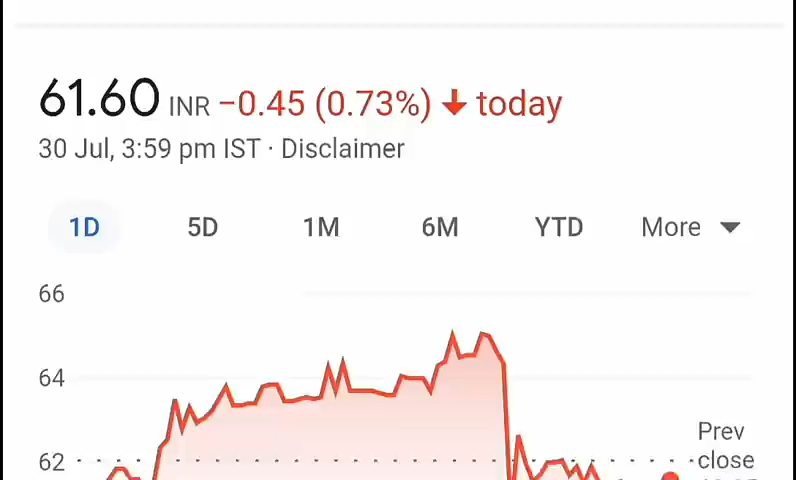 61.60 INR −0.45 (0.73%) ↓ today
30 Jul, 3:59 pm IST · Disclaimer
1D 5D 1M 6M YTD More
66
64
62
Prev
close